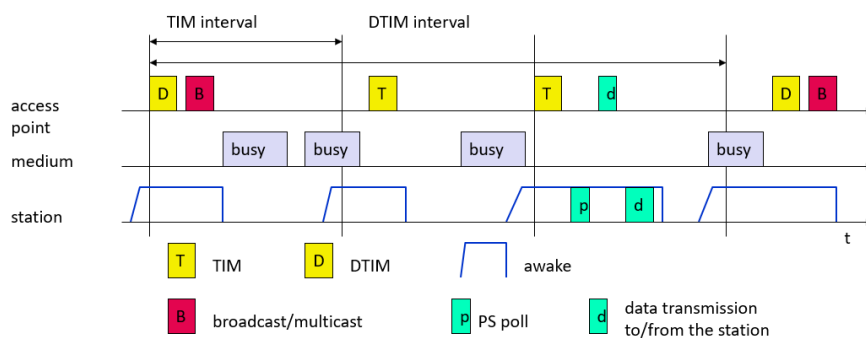 TIM interval
DTIM interval
D B T T d D B
access
point
busy busy busy busy
medium
p d
station
t
T TIM D DTIM awake
B broadcast/multicast p PS poll d data transmission
to/from the station